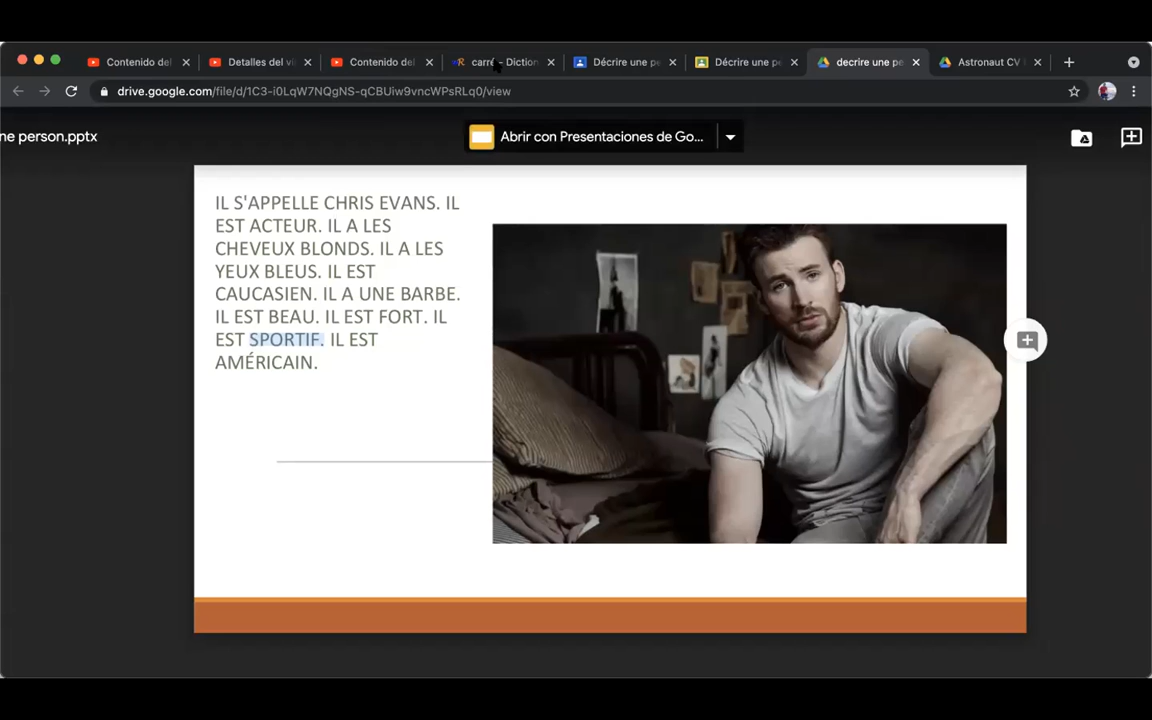 Contenido del
Detalles del vi
Contenido del
carré - Diction
Décrire une pe
Décrire une pe
decrire une pe
Astronaut CV
drive.google.com/file/d/1C3-i0LqW7NQgNS-qCBUiw9vncWPsRLq0/view
ne person.pptx
Abrir con Presentaciones de Go...
IL S'APPELLE CHRIS EVANS. IL
EST ACTEUR. IL A LES
CHEVEUX BLONDS. IL A LES
YEUX BLEUS. IL EST
CAUCASIEN. IL A UNE BARBE.
IL EST BEAU. IL EST FORT. IL
EST SPORTIF. IL EST
AMÉRICAIN.